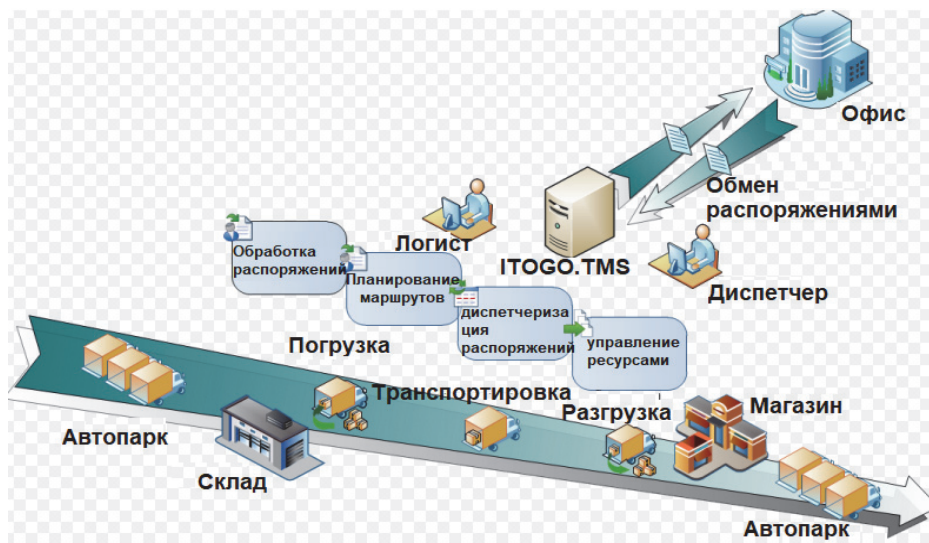 Офис
Обмен
распоряжениями
Логист
ITOGO.TMS
Диспетчер
Обработка
распоряжений
Планирование
маршрутов
диспетчериза
ция
распоряжений
управление
ресурсами
Погрузка
Транспортировка
Разгрузка
Магазин
Автопарк
Склад
Автопарк